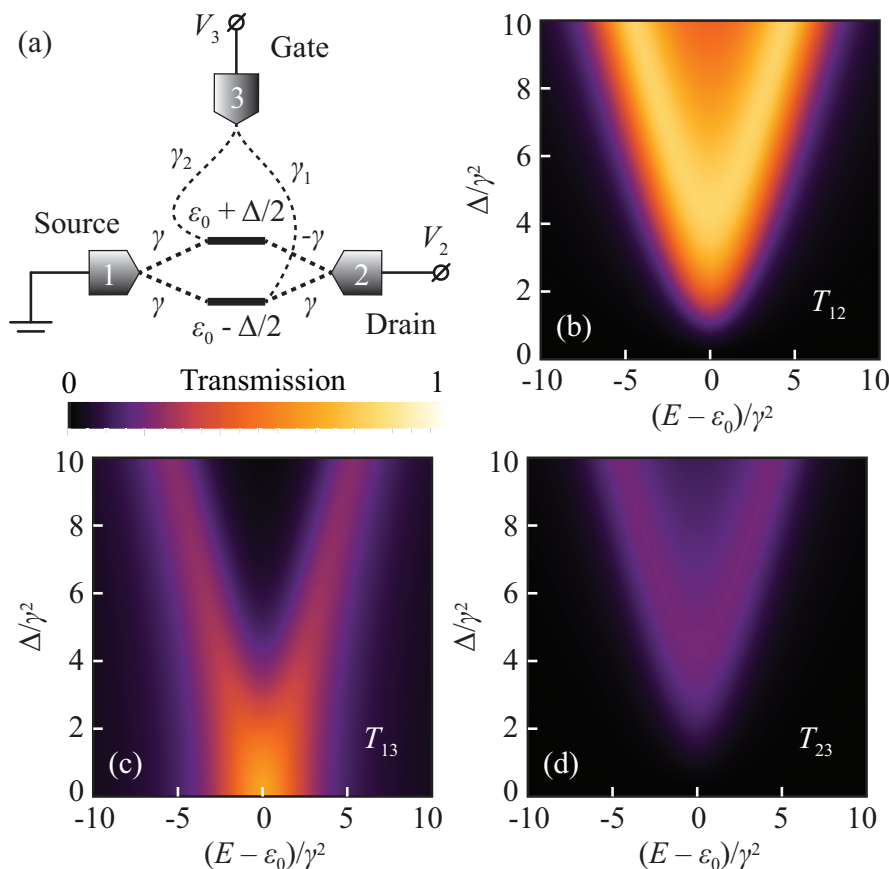 (a)
V₃
Gate
3
γ₂
γ₁
ε₀ + Δ/2
Source
γ
-γ
V₂
1
2
γ
γ
ε₀ - Δ/2
Drain
0 Transmission 1
10
8
6
4
2
0
Δ/γ²
(b)
T₁₂
-10 -5 0 5 10
(E – ε₀)/γ²
10
8
6
4
2
0
Δ/γ²
(c)
T₁₃
-10 -5 0 5 10
(E – ε₀)/γ²
10
8
6
4
2
0
Δ/γ²
(d)
T₂₃
-10 -5 0 5 10
(E – ε₀)/γ²